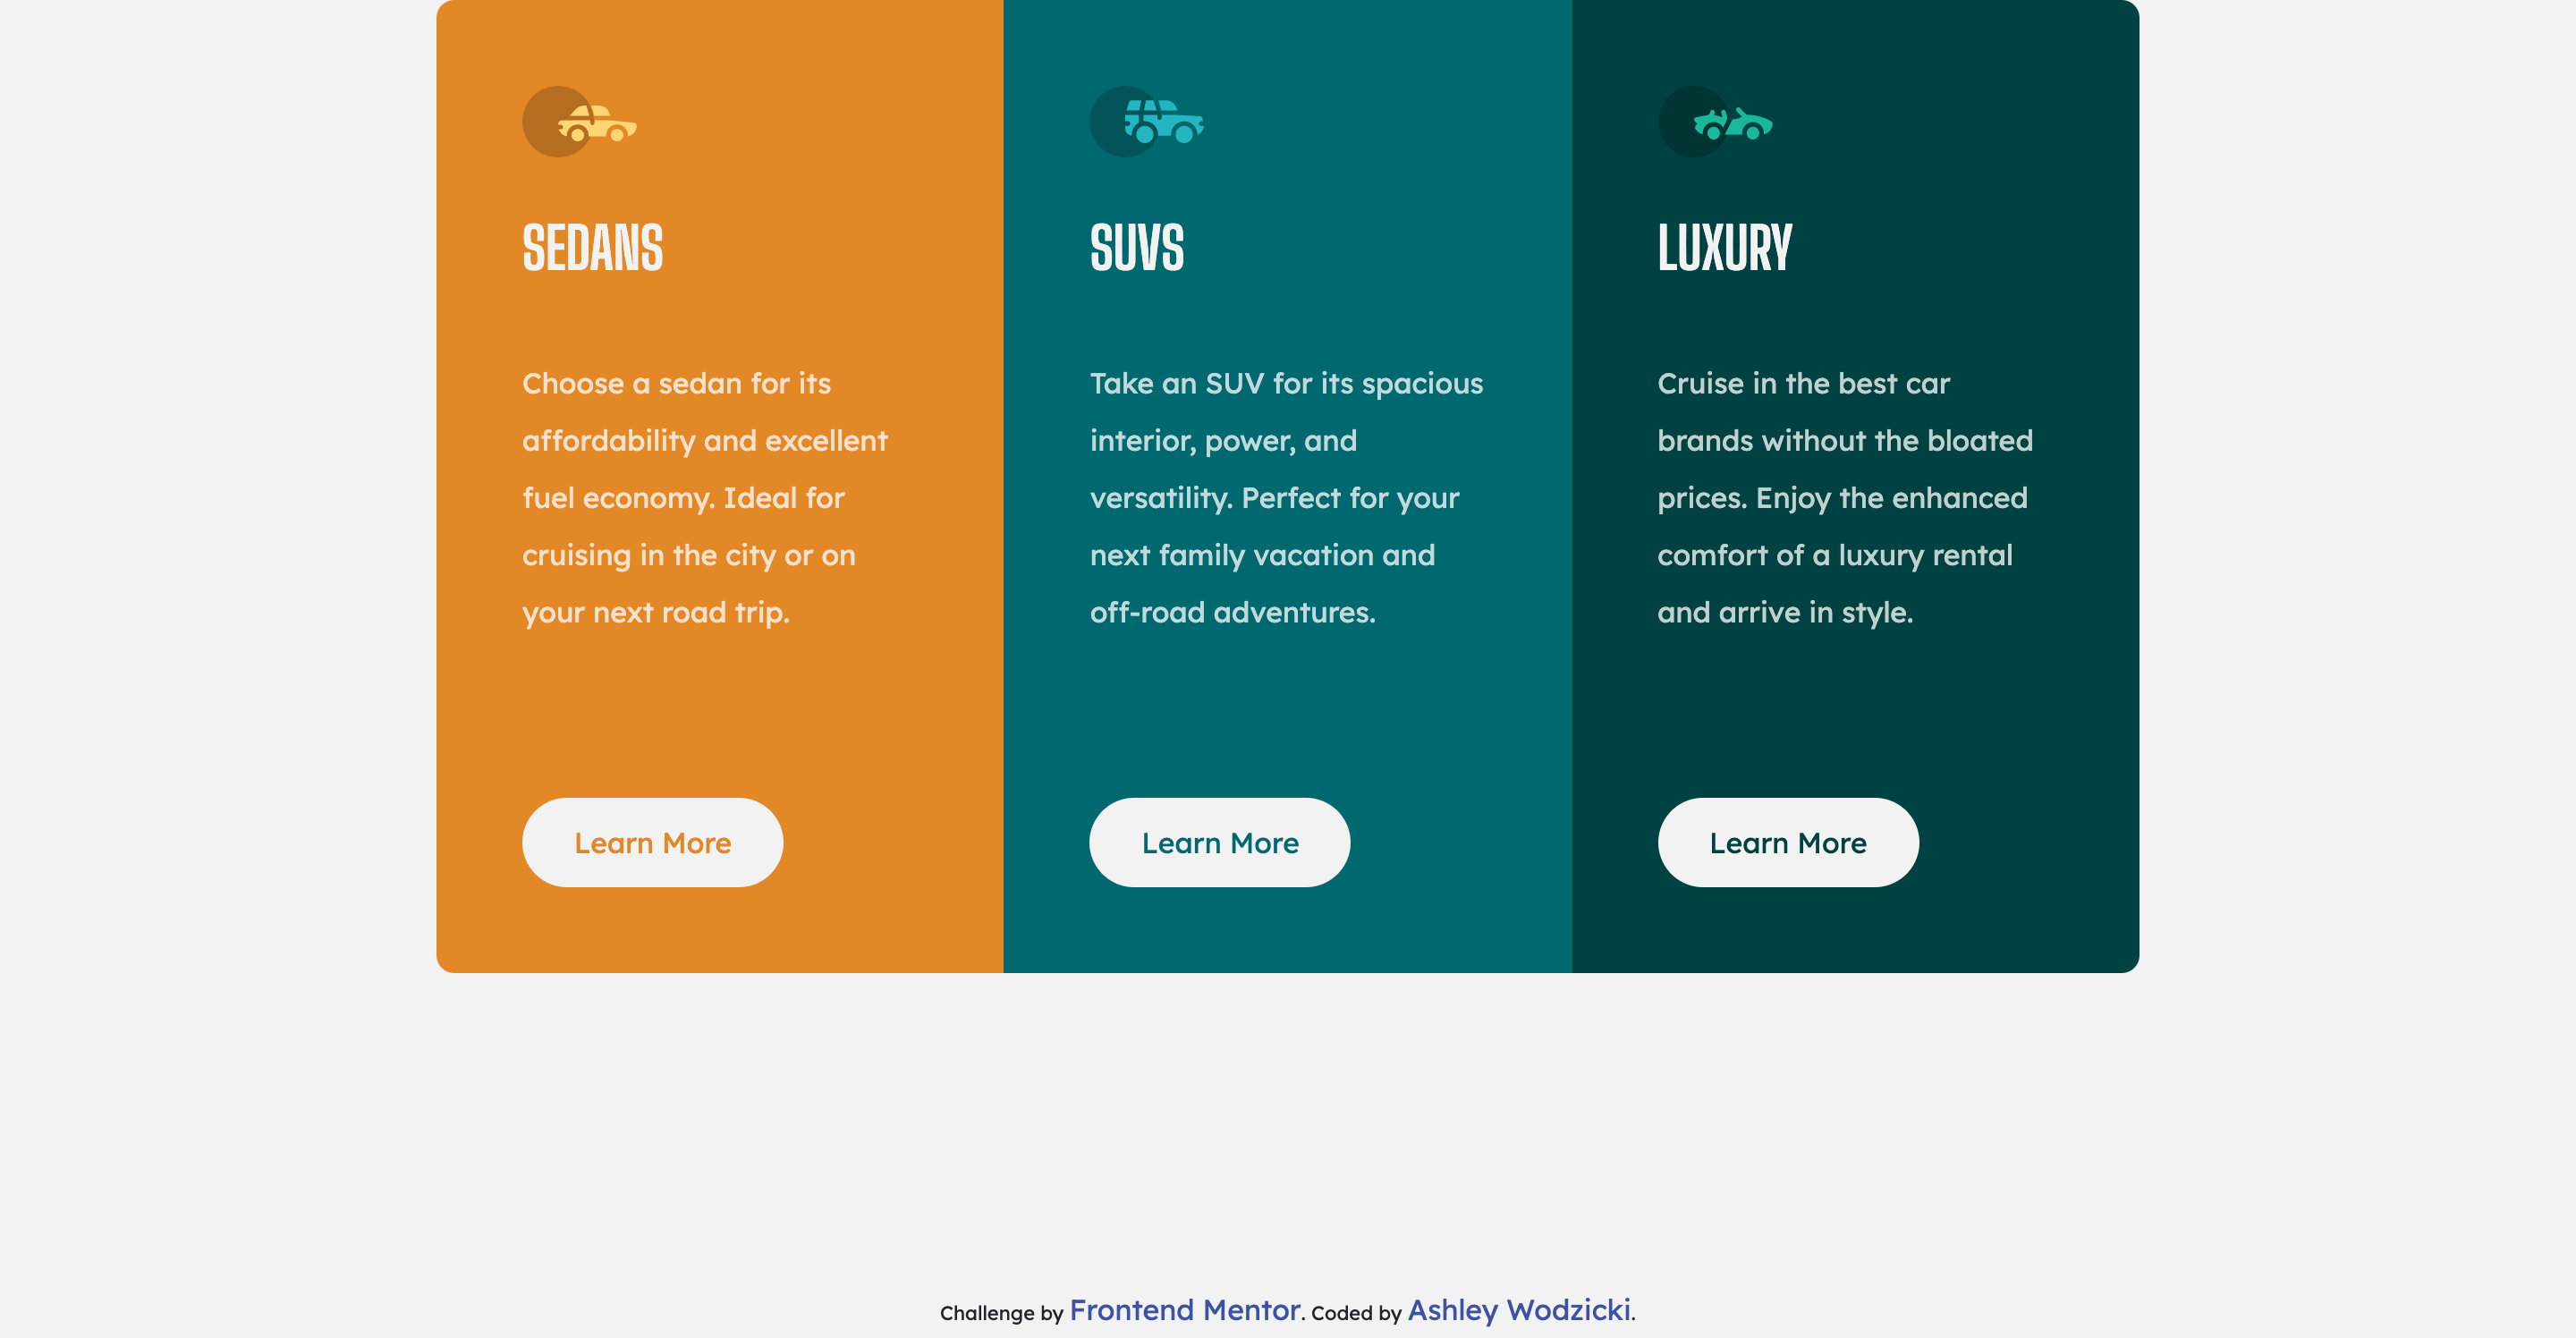 SEDANS
Choose a sedan for its
affordability and excellent
fuel economy. Ideal for
cruising in the city or on
your next road trip.
Learn More
SUVS
Take an SUV for its spacious
interior, power, and
versatility. Perfect for your
next family vacation and
off-road adventures.
Learn More
LUXURY
Cruise in the best car
brands without the bloated
prices. Enjoy the enhanced
comfort of a luxury rental
and arrive in style.
Learn More
Challenge by Frontend Mentor. Coded by Ashley Wodzicki.